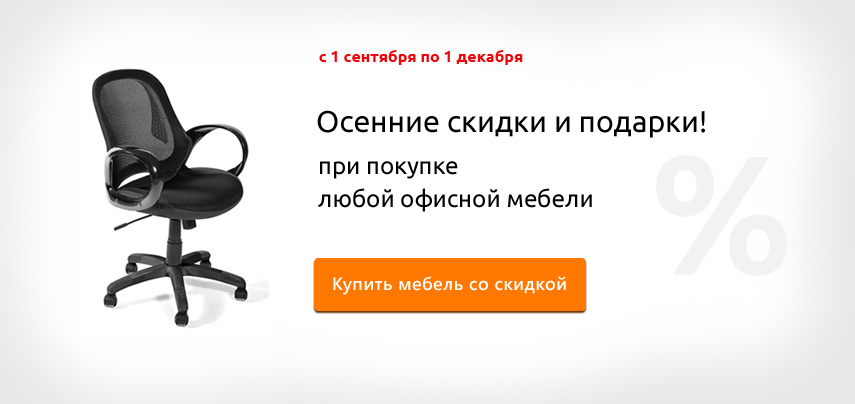 с 1 сентября по 1 декабря
Осенние скидки и подарки!
при покупке
любой офисной мебели
%
Купить мебель со скидкой